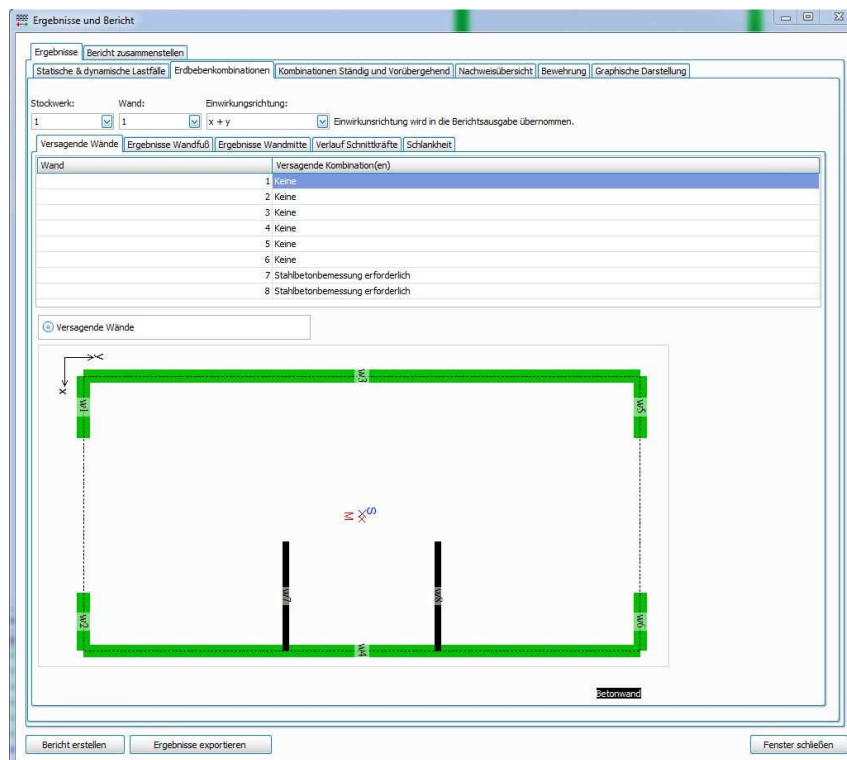 Ergebnisse und Bericht
Ergebnisse Bericht zusammenstellen
Statische & dynamische Lastfälle Erdbebenkombinationen Kombinationen Ständig und Vorübergehend Nachweisübersicht Bewehrung Graphische Darstellung
Stockwerk: Wand: Einwirkungsrichtung:
1 1 x + y Einwirkunsrichtung wird in die Berichtsausgabe übernommen.
Versagende Wände Ergebnisse Wandfuß Ergebnisse Wandmitte Verlauf Schnittkräfte Schlankheit
Wand Versagende Kombination(en)
1 Keine
2 Keine
3 Keine
4 Keine
5 Keine
6 Keine
7 Stahlbetonbemessung erforderlich
8 Stahlbetonbemessung erforderlich
Versagende Wände
Y
x
w3
w1
w5
S
M
w7
w8
w2
w6
w4
Betonwand
Bericht erstellen Ergebnisse exportieren Fenster schließen